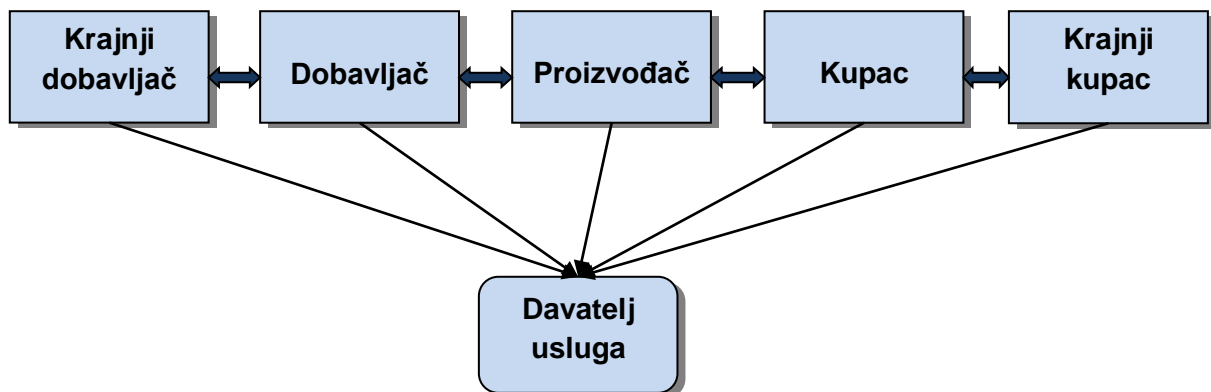 Krajnji
dobavljač
Dobavljač
Proizvođač
Kupac
Krajnji
kupac
Davatelj
usluga